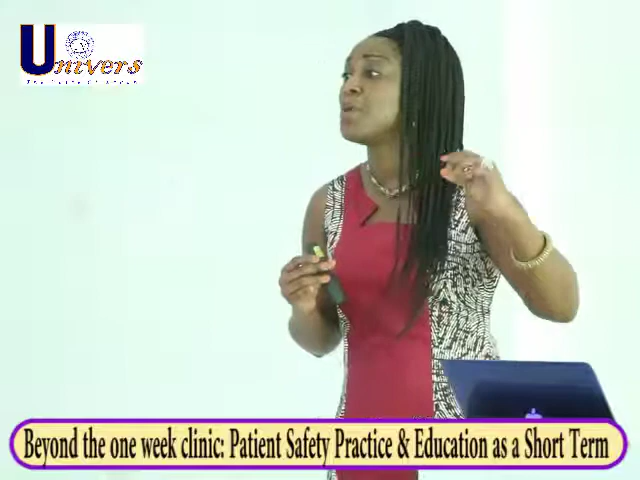 Univers
Beyond the one week clinic: Patient Safety Practice & Education as a Short Term